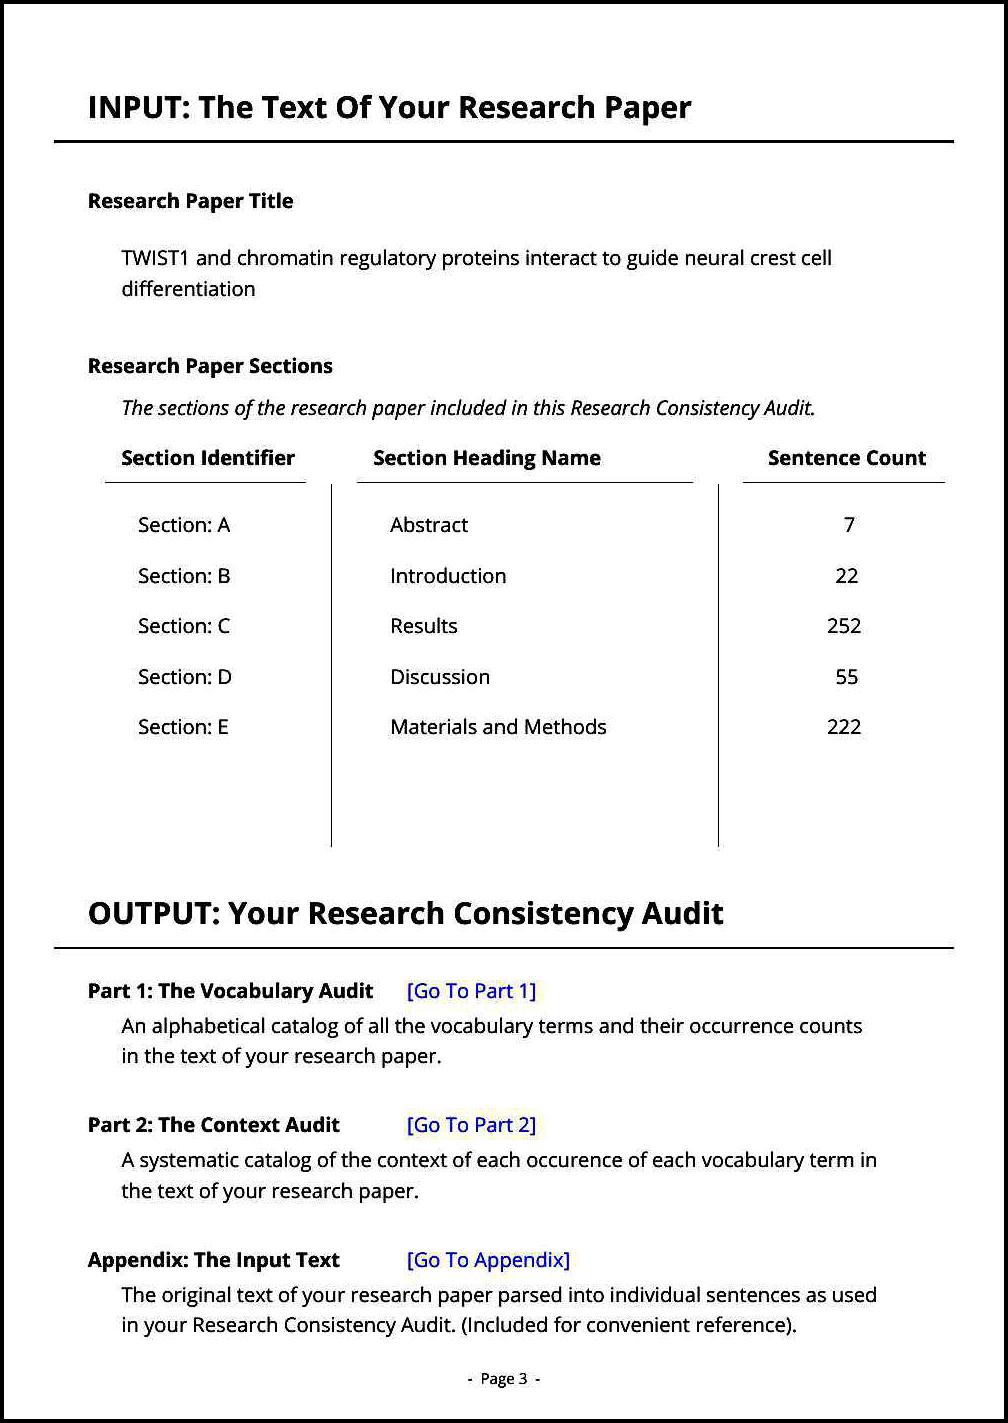 INPUT: The Text Of Your Research Paper
Research Paper Title
TWIST1 and chromatin regulatory proteins interact to guide neural crest cell
differentiation
Research Paper Sections
The sections of the research paper included in this Research Consistency Audit.
Section Identifier Section Heading Name Sentence Count
Section: A Abstract 7
Section: B Introduction 22
Section: C Results 252
Section: D Discussion 55
Section: E Materials and Methods 222
OUTPUT: Your Research Consistency Audit
Part 1: The Vocabulary Audit [Go To Part 1]
An alphabetical catalog of all the vocabulary terms and their occurrence counts
in the text of your research paper.
Part 2: The Context Audit [Go To Part 2]
A systematic catalog of the context of each occurence of each vocabulary term in
the text of your research paper.
Appendix: The Input Text [Go To Appendix]
The original text of your research paper parsed into individual sentences as used
in your Research Consistency Audit. (Included for convenient reference).
- Page 3 -